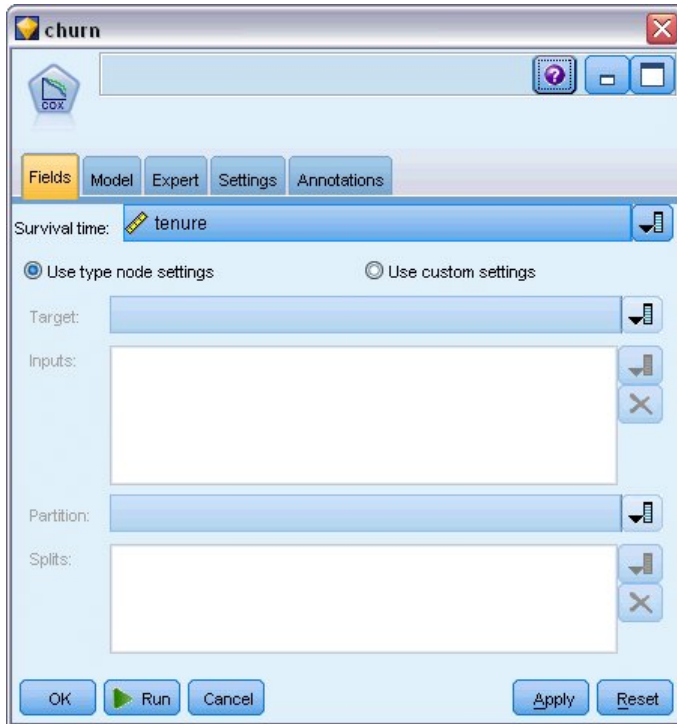 churn
COX
Fields Model Expert Settings Annotations
Survival time: tenure
Use type node settings Use custom settings
Target:
Inputs:
Partition:
Splits:
OK Run Cancel Apply Reset